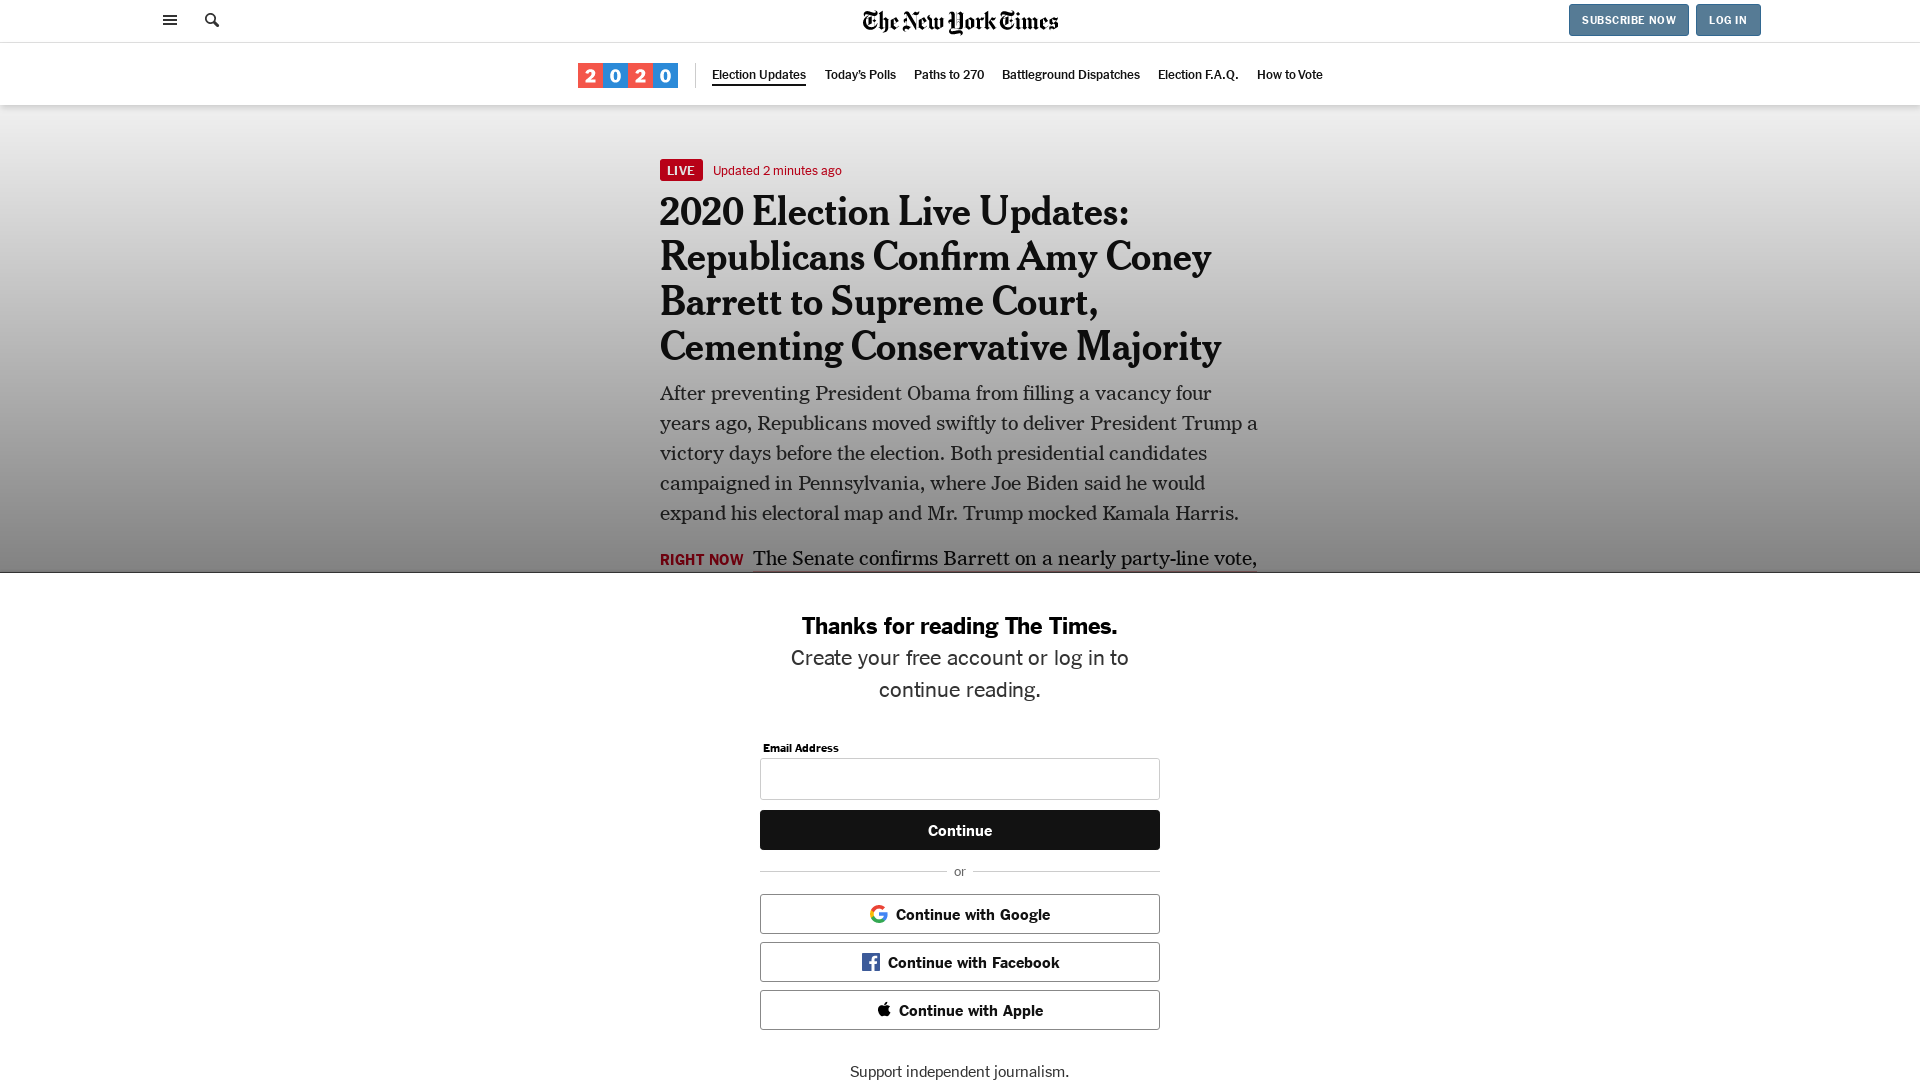 The New York Times
SUBSCRIBE NOW
LOG IN
2020
Election Updates
Today's Polls
Paths to 270
Battleground Dispatches
Election F.A.Q.
How to Vote
LIVE
Updated 2 minutes ago
2020 Election Live Updates:
Republicans Confirm Amy Coney
Barrett to Supreme Court,
Cementing Conservative Majority
After preventing President Obama from filling a vacancy four
years ago, Republicans moved swiftly to deliver President Trump a
victory days before the election. Both presidential candidates
campaigned in Pennsylvania, where Joe Biden said he would
expand his electoral map and Mr. Trump mocked Kamala Harris.
RIGHT NOW The Senate confirms Barrett on a nearly party-line vote,
Thanks for reading The Times.
Create your free account or log in to
continue reading.
Email Address
Continue
or
Continue with Google
Continue with Facebook
Continue with Apple
Support independent journalism.